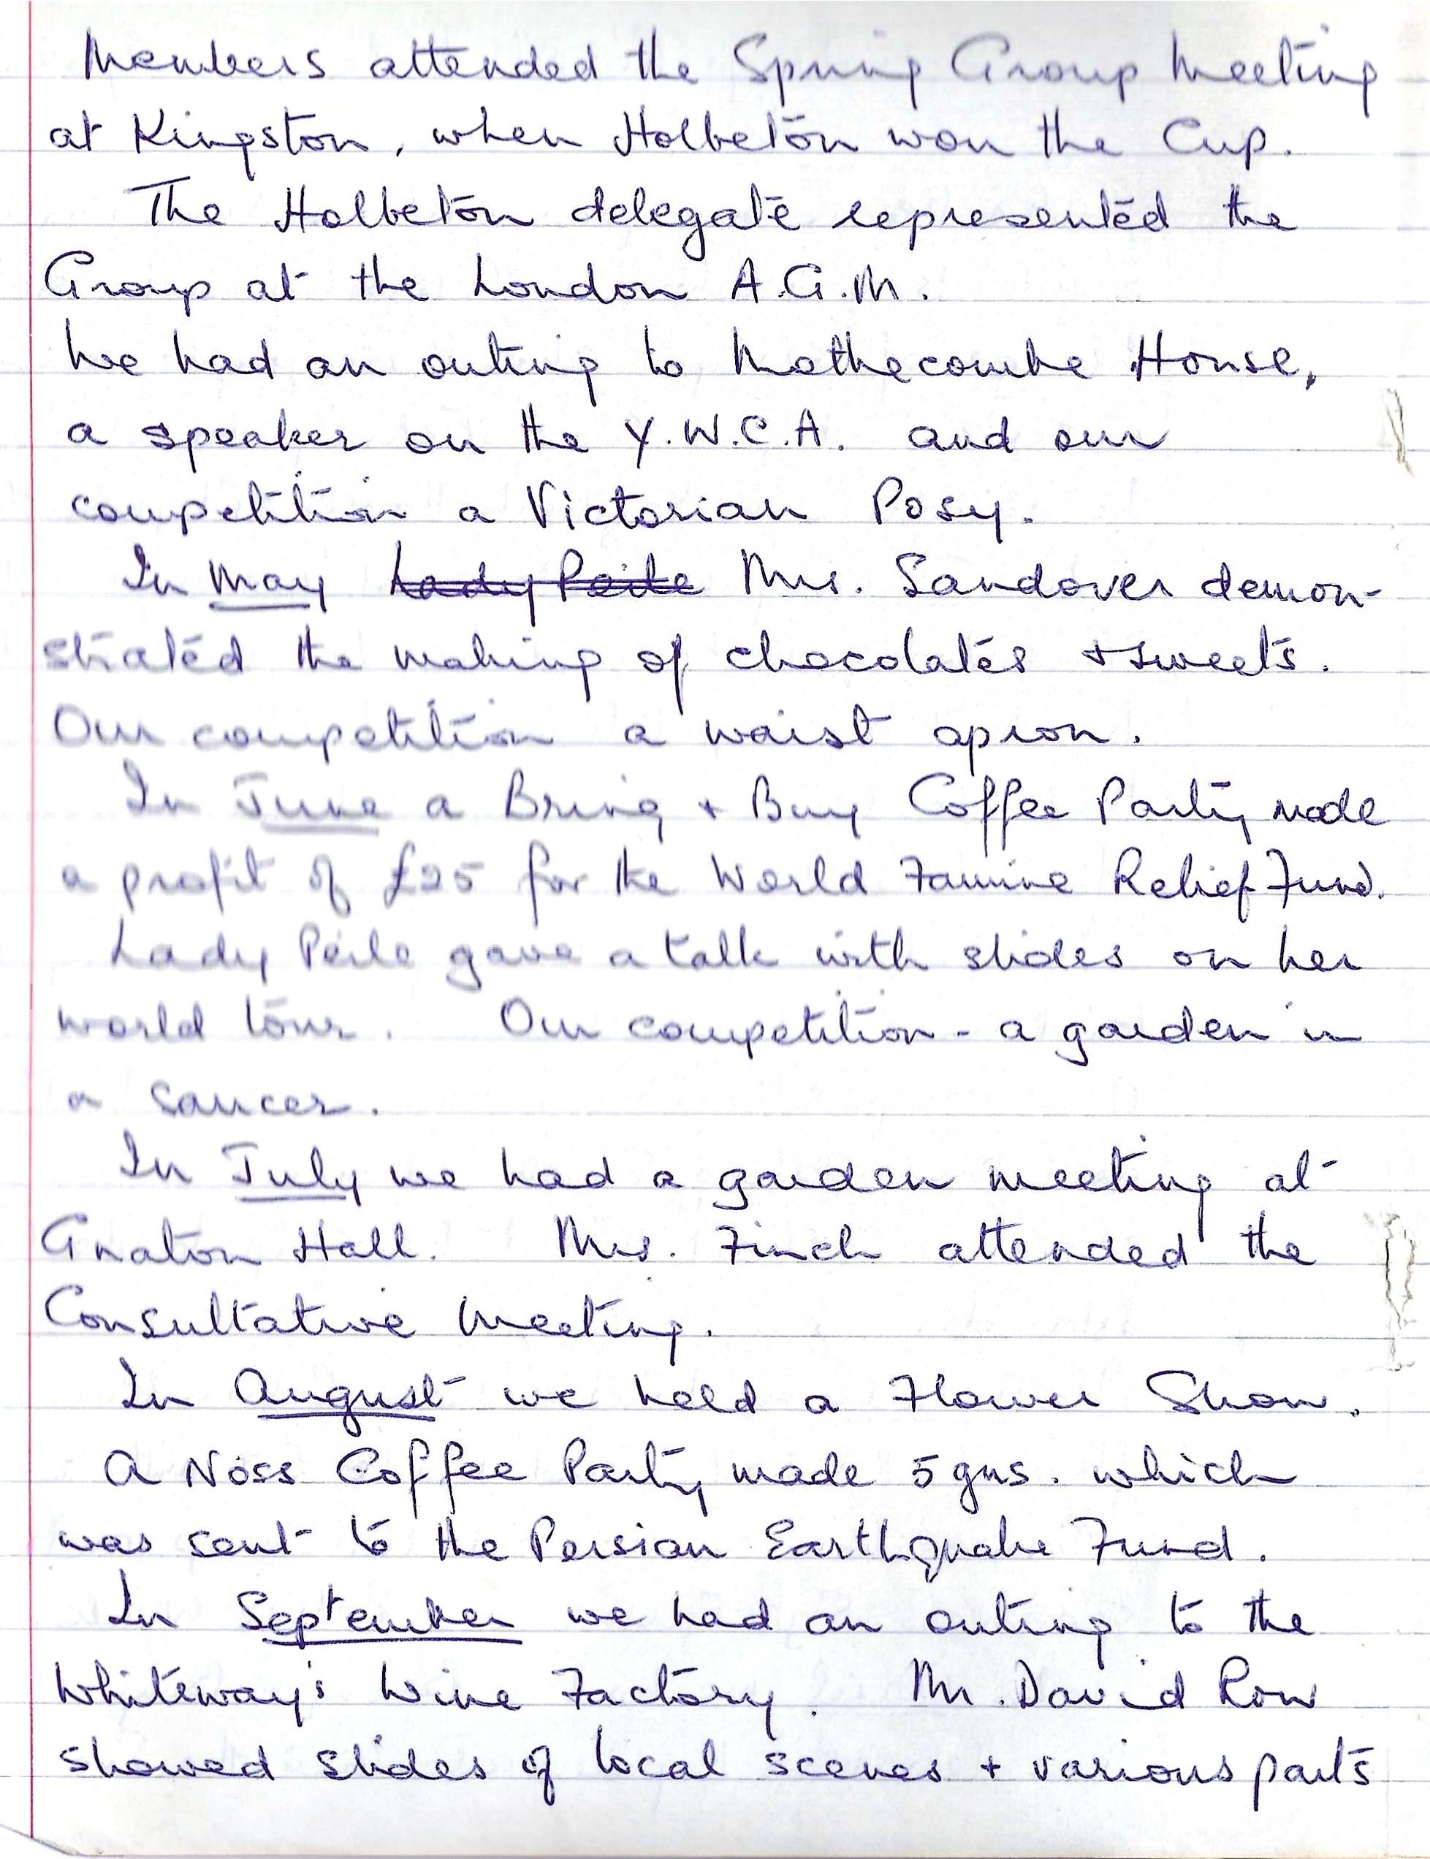 Members attended the Spring Group Meeting
at Kingston, when Holbeton won the Cup.
The Holbeton delegate represented the
Group at the London A.G.M.
We had an outing to Mothecombe House,
a speaker on the Y.W.C.A. and our
competition a Victorian Posy.
In May Lady Peile Mrs. Sandover demon-
strated the making of chocolates + sweets.
Our competition a waist apron.
In June a Bring + Buy Coffee Party made
a profit of £25 for the World Famine Relief Fund.
Lady Peile gave a talk with slides on her
world tour. Our competition - a garden in
a saucer.
In July we had a garden meeting at
Gnaton Hall. Mrs. Finch attended the
Consultative Meeting.
In August we held a Flower Show.
A Noss Coffee Party made 5 gns. which
was sent to the Persian Earthquake Fund.
In September we had an outing to the
Whiteway's Wine Factory. Mr. David Row
showed slides of local scenes + various parts